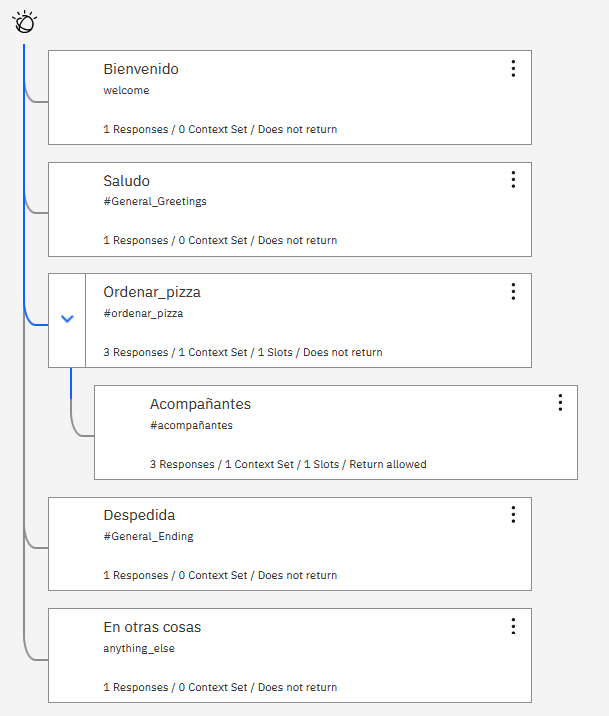 Bienvenido
welcome
1 Responses / 0 Context Set / Does not return
Saludo
#General_Greetings
1 Responses / 0 Context Set / Does not return
Ordenar_pizza
#ordenar_pizza
3 Responses / 1 Context Set / 1 Slots / Does not return
Acompañantes
#acompañantes
3 Responses / 1 Context Set / 1 Slots / Return allowed
Despedida
#General_Ending
1 Responses / 0 Context Set / Does not return
En otras cosas
anything_else
1 Responses / 0 Context Set / Does not return